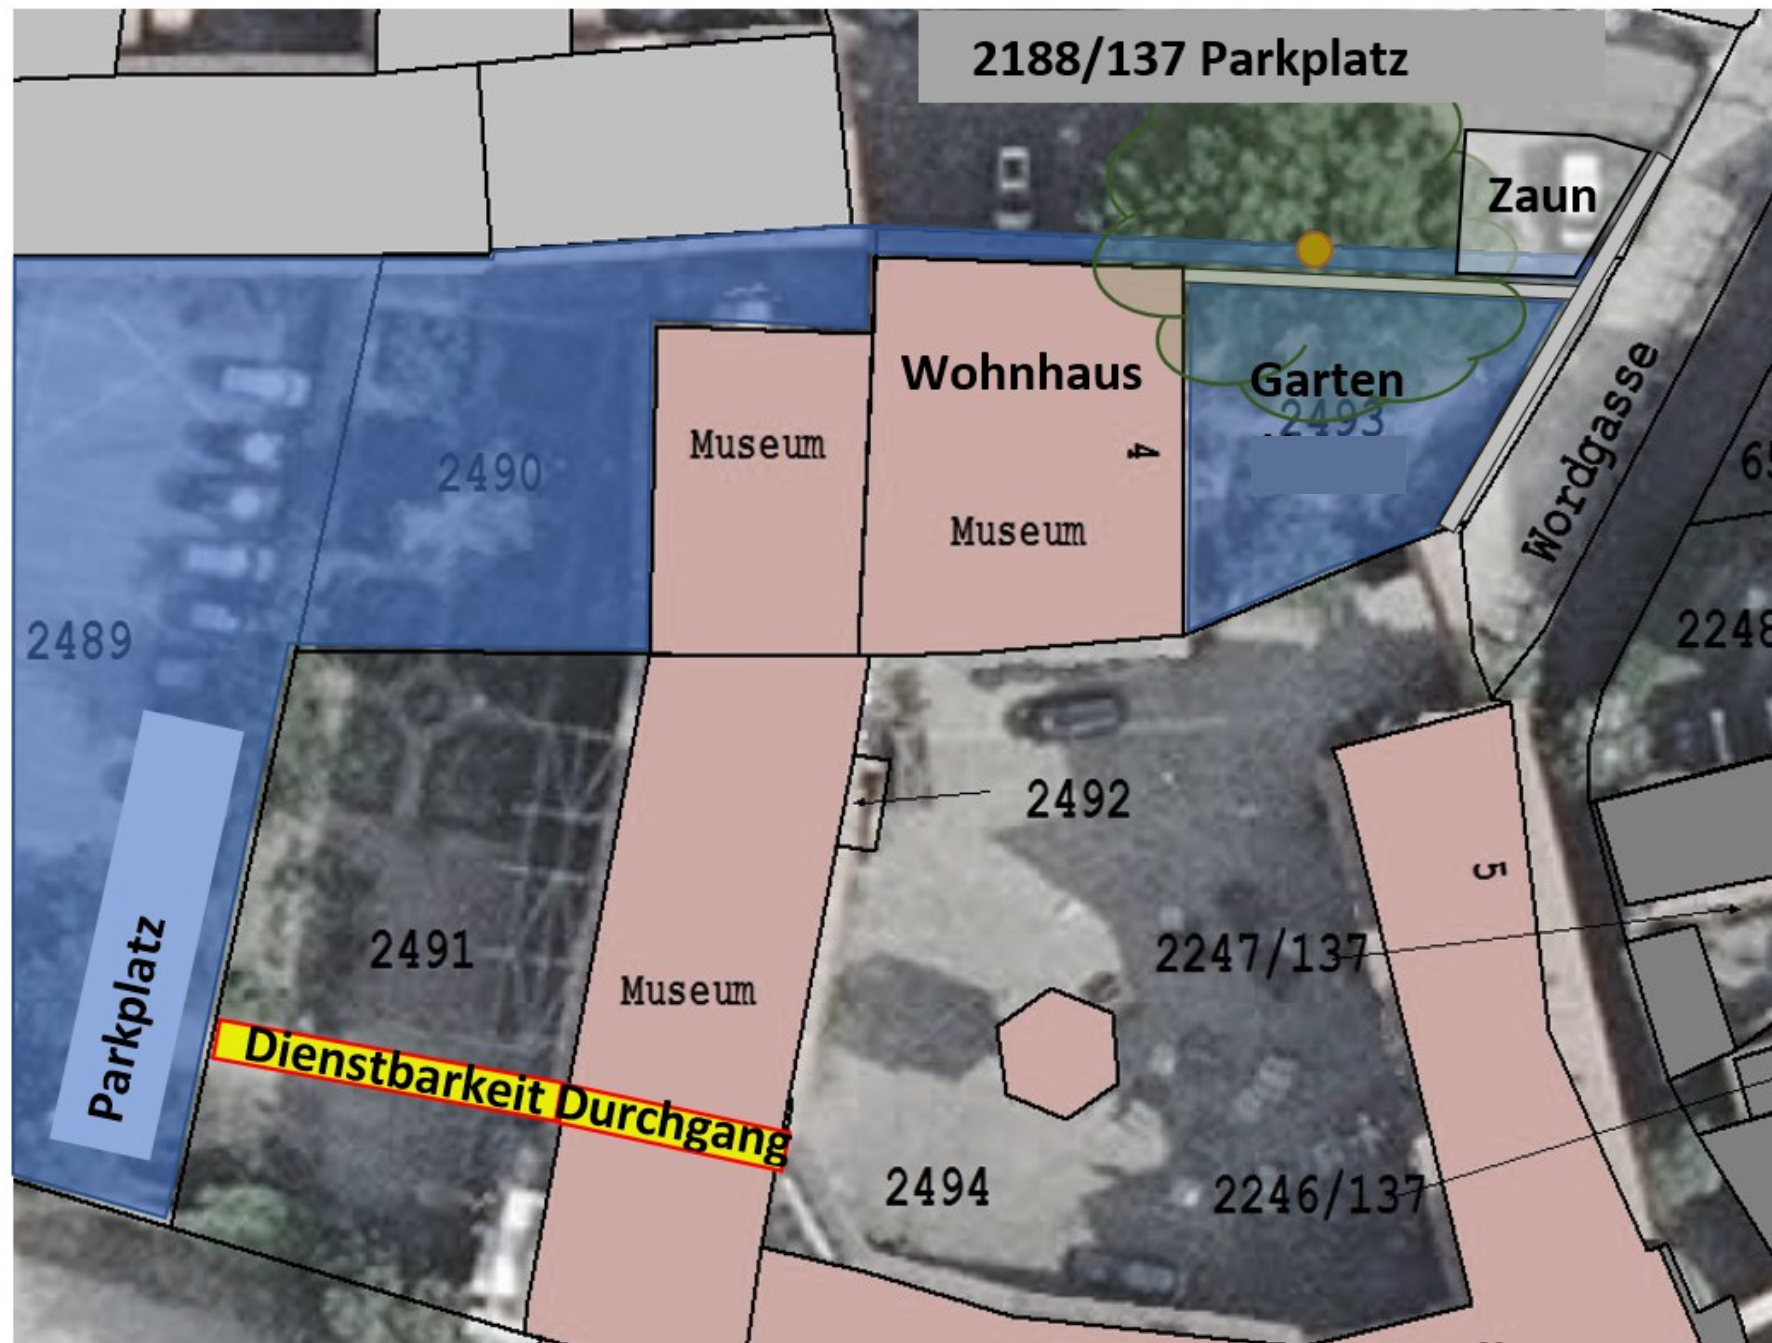 2188/137 Parkplatz
Zaun
Wohnhaus
Garten
2493
Museum
4
2490
Museum
Wordgasse
2489
2492
5
2491
2247/137
Museum
Parkplatz
Dienstbarkeit Durchgang
2494
2246/137